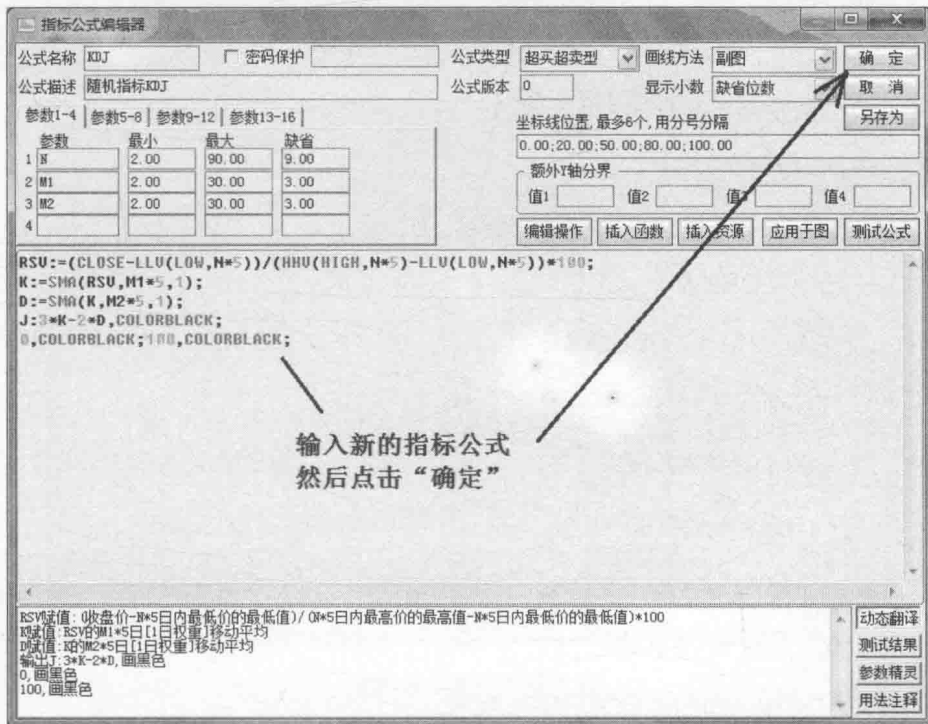 指标公式编辑器
公式名称 KDJ 密码保护 公式类型 超买超卖型 画线方法 副图 确 定
公式描述 随机指标KDJ 公式版本 0 显示小数 缺省位数 取 消
参数1-4 参数5-8 参数9-12 参数13-16 坐标线位置,最多6个,用分号分隔 另存为
参数 最小 最大 缺省 0.00;20.00;50.00;80.00;100.00
1 N 2.00 90.00 9.00 额外Y轴分界
2 M1 2.00 30.00 3.00 值1 值2 值3 值4
3 M2 2.00 30.00 3.00
4 编辑操作 插入函数 插入资源 应用于图 测试公式
RSV:=(CLOSE-LLV(LOW,N*5))/(HHV(HIGH,N*5)-LLV(LOW,N*5))*100;
K:=SMA(RSV,M1*5,1);
D:=SMA(K,M2*5,1);
J:3*K-2*D,COLORBLACK;
0,COLORBLACK;100,COLORBLACK;
输入新的指标公式
然后点击“确定”
RSV赋值:(收盘价-N*5日内最低价的最低值)/(N*5日内最高价的最高值-N*5日内最低价的最低值)*100
K赋值:RSV的M1*5日[1日权重]移动平均
D赋值:K的M2*5日[1日权重]移动平均
输出J:3*K-2*D,画黑色
0,画黑色
100,画黑色
动态翻译
测试结果
参数精灵
用法注释